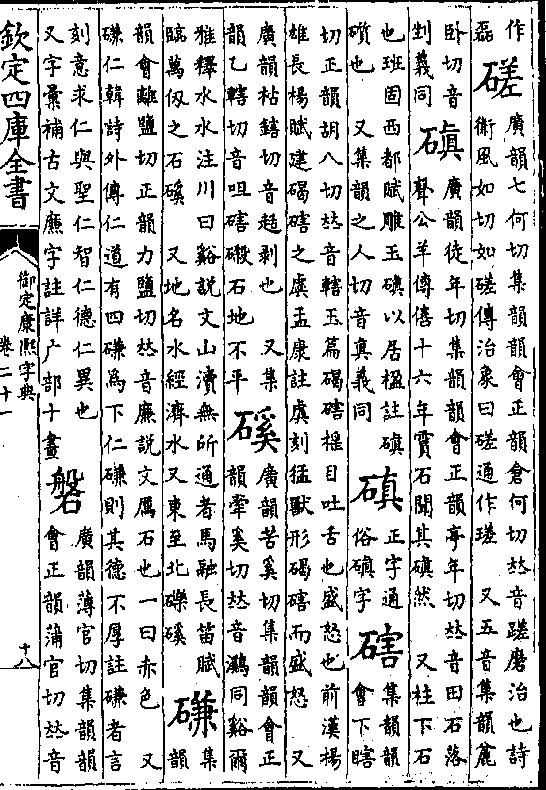 作
磊
磋
廣韻七何切集韻韻會正韻倉何切𠀤音蹉磨治也詩
衛風如切如磋傳治象曰磋通作瑳 又五音集韻麄
卧切音
剉義同
磌
廣韻徒年切集韻韻會正韻亭年切𠀤音田石落
聲公羊傳僖十六年霣石聞其磌然 又柱下石
也班固西都賦雕玉磌以居楹註磌
礩也 又集韻之人切音真義同
磌
正字通
俗磌字
磍
集韻韻
會下瞎
切正韻胡八切𠀤音轄玉篇磍磍楬目吐舌也盛怒也前漢揚
雄長楊賦建碣磍之虡孟康註虡刻猛獸形碣磍而盛怒 又
廣韻枯鎋切音剥也 又集
韻乙轄切音磍碬石地不平
磎
廣韻苦奚切集韻韻會正
韻牽奚切𠀤音鸂同谿爾
雅釋水水注川曰谿說文山瀆無所通者馬融長笛賦
臨萬仭之石磎 又地名水經濟水又東至北礫磎
磏
集
韻
韻會離鹽切正韻力鹽切𠀤音廉說文厲石也一曰赤色 又
磏仁韓詩外傳仁道有四磏爲下仁磏則其德不厚註磏者言
刻意求仁與聖仁智仁德仁異也
又字彙補古文廉字註詳广部十畫
磐
廣韻薄官切集韻韻
會正韻蒲官切𠀤音
欽定四庫全書
御定康熙字典
卷二十一
十八